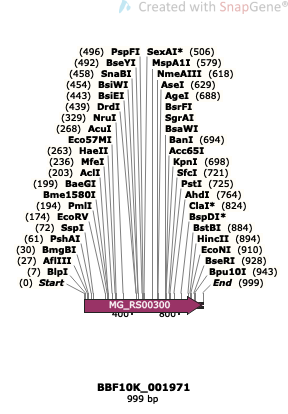 Created with SnapGene®
(496) PspFI SexAI* (506)
(492) BseYI MspA1I (579)
(458) SnaBI NmeAIII (618)
(454) BsiWI AseI (629)
(443) BsiEI AgeI (688)
(439) DrdI BsrFI
(329) NruI SgrAI
(268) AcuI BsaWI
Eco57MI BanI (694)
(263) HaeII Acc65I
(236) MfeI KpnI (698)
(203) AclI SfcI (721)
(199) BaeGI PstI (725)
Bme1580I AhdI (764)
(194) PmlI ClaI* (824)
(174) EcoRV BspDI*
(72) SspI BstBI (884)
(61) PshAI HincII (894)
(30) BmgBI EcoNI (910)
(27) AflIII BseRI (928)
(7) BlpI Bpu10I (943)
(0) Start End (999)
MG_RS00300
400 800
BBF10K_001971
999 bp